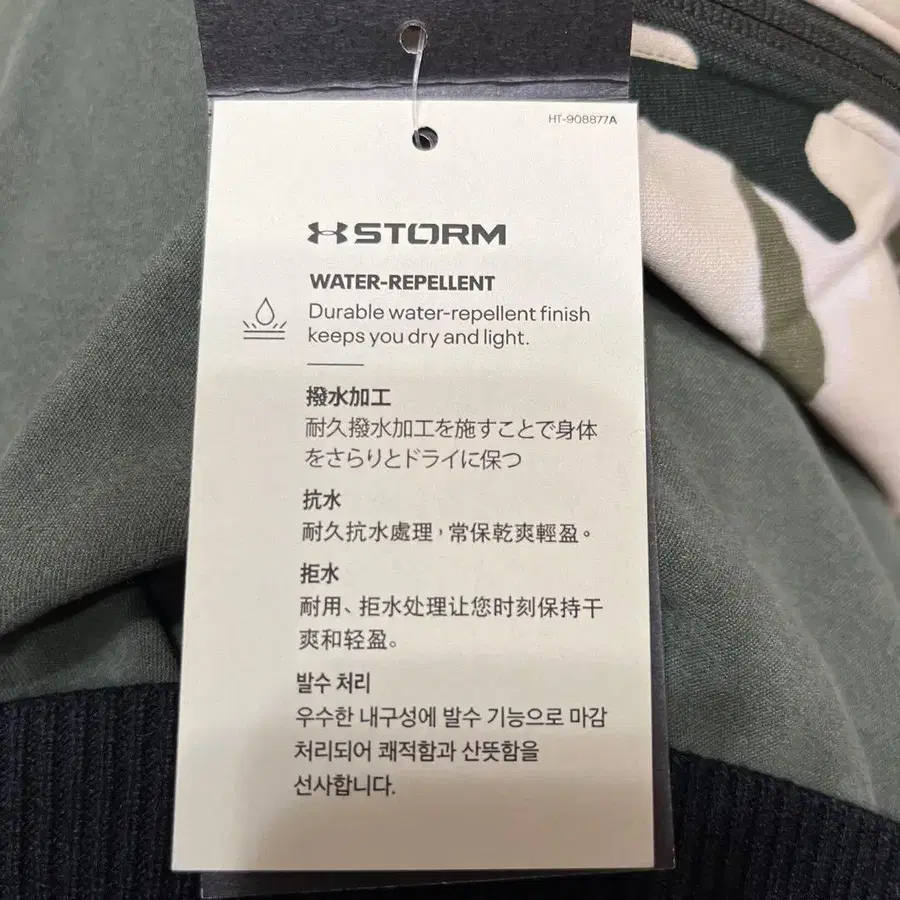 HT-908877A
STORM
WATER-REPELLENT
Durable water-repellent finish
keeps you dry and light.
撥水加工
耐久撥水加工を施すことで身体
をさらりとドライに保つ
抗水
耐久抗水處理，常保乾爽輕盈。
拒水
耐用、拒水处理让您时刻保持干
爽和轻盈。
발수 처리
우수한 내구성에 발수 기능으로 마감
처리되어 쾌적함과 산뜻함을
선사합니다.